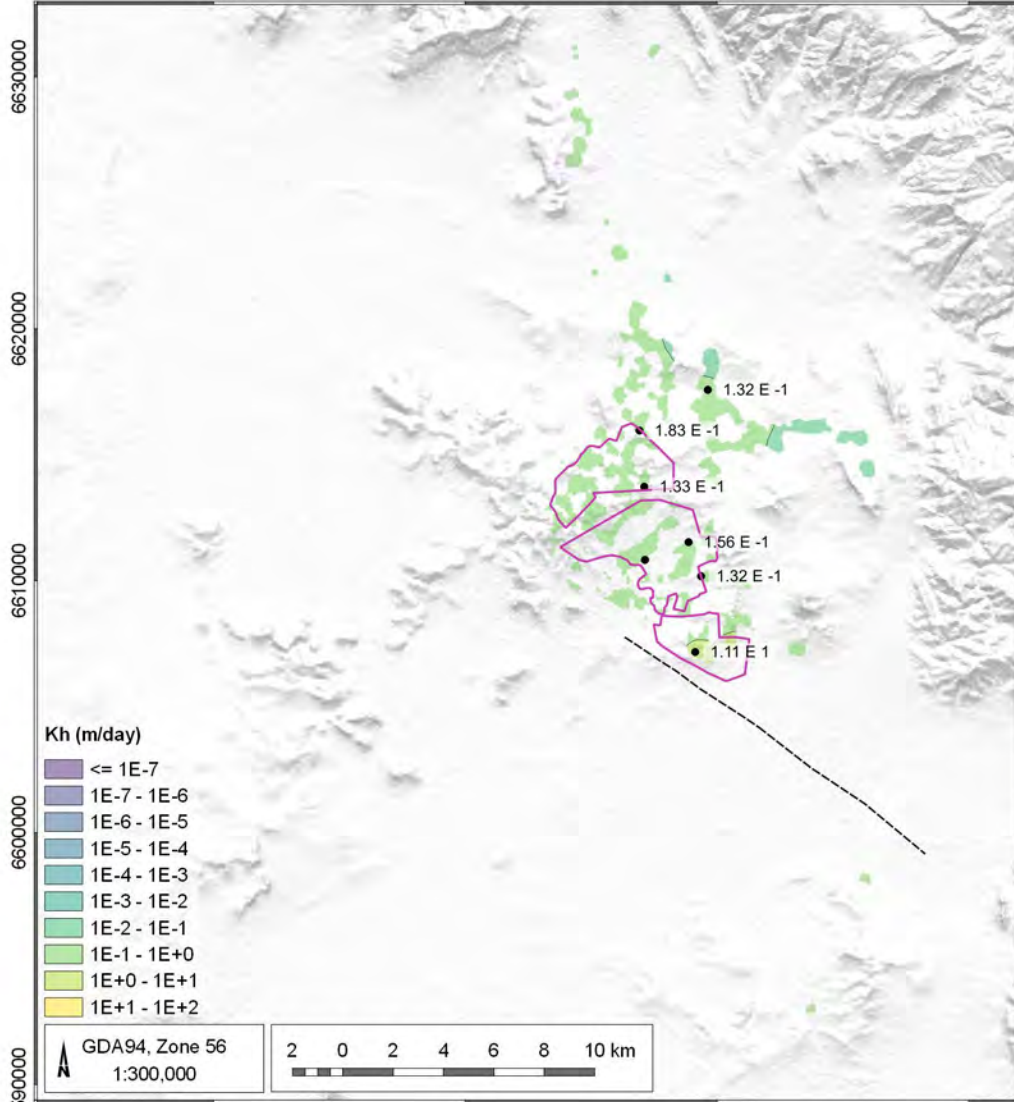 6630000
6620000
1.32 E -1
1.83 E -1
1.33 E -1
1.56 E -1
6610000
1.32 E -1
1.11 E 1
Kh (m/day)
<= 1E-7
1E-7 - 1E-6
1E-6 - 1E-5
6600000
1E-5 - 1E-4
1E-4 - 1E-3
1E-3 - 1E-2
1E-2 - 1E-1
1E-1 - 1E+0
1E+0 - 1E+1
1E+1 - 1E+2
GDA94, Zone 56
1:300,000
N
2 0 2 4 6 8 10 km